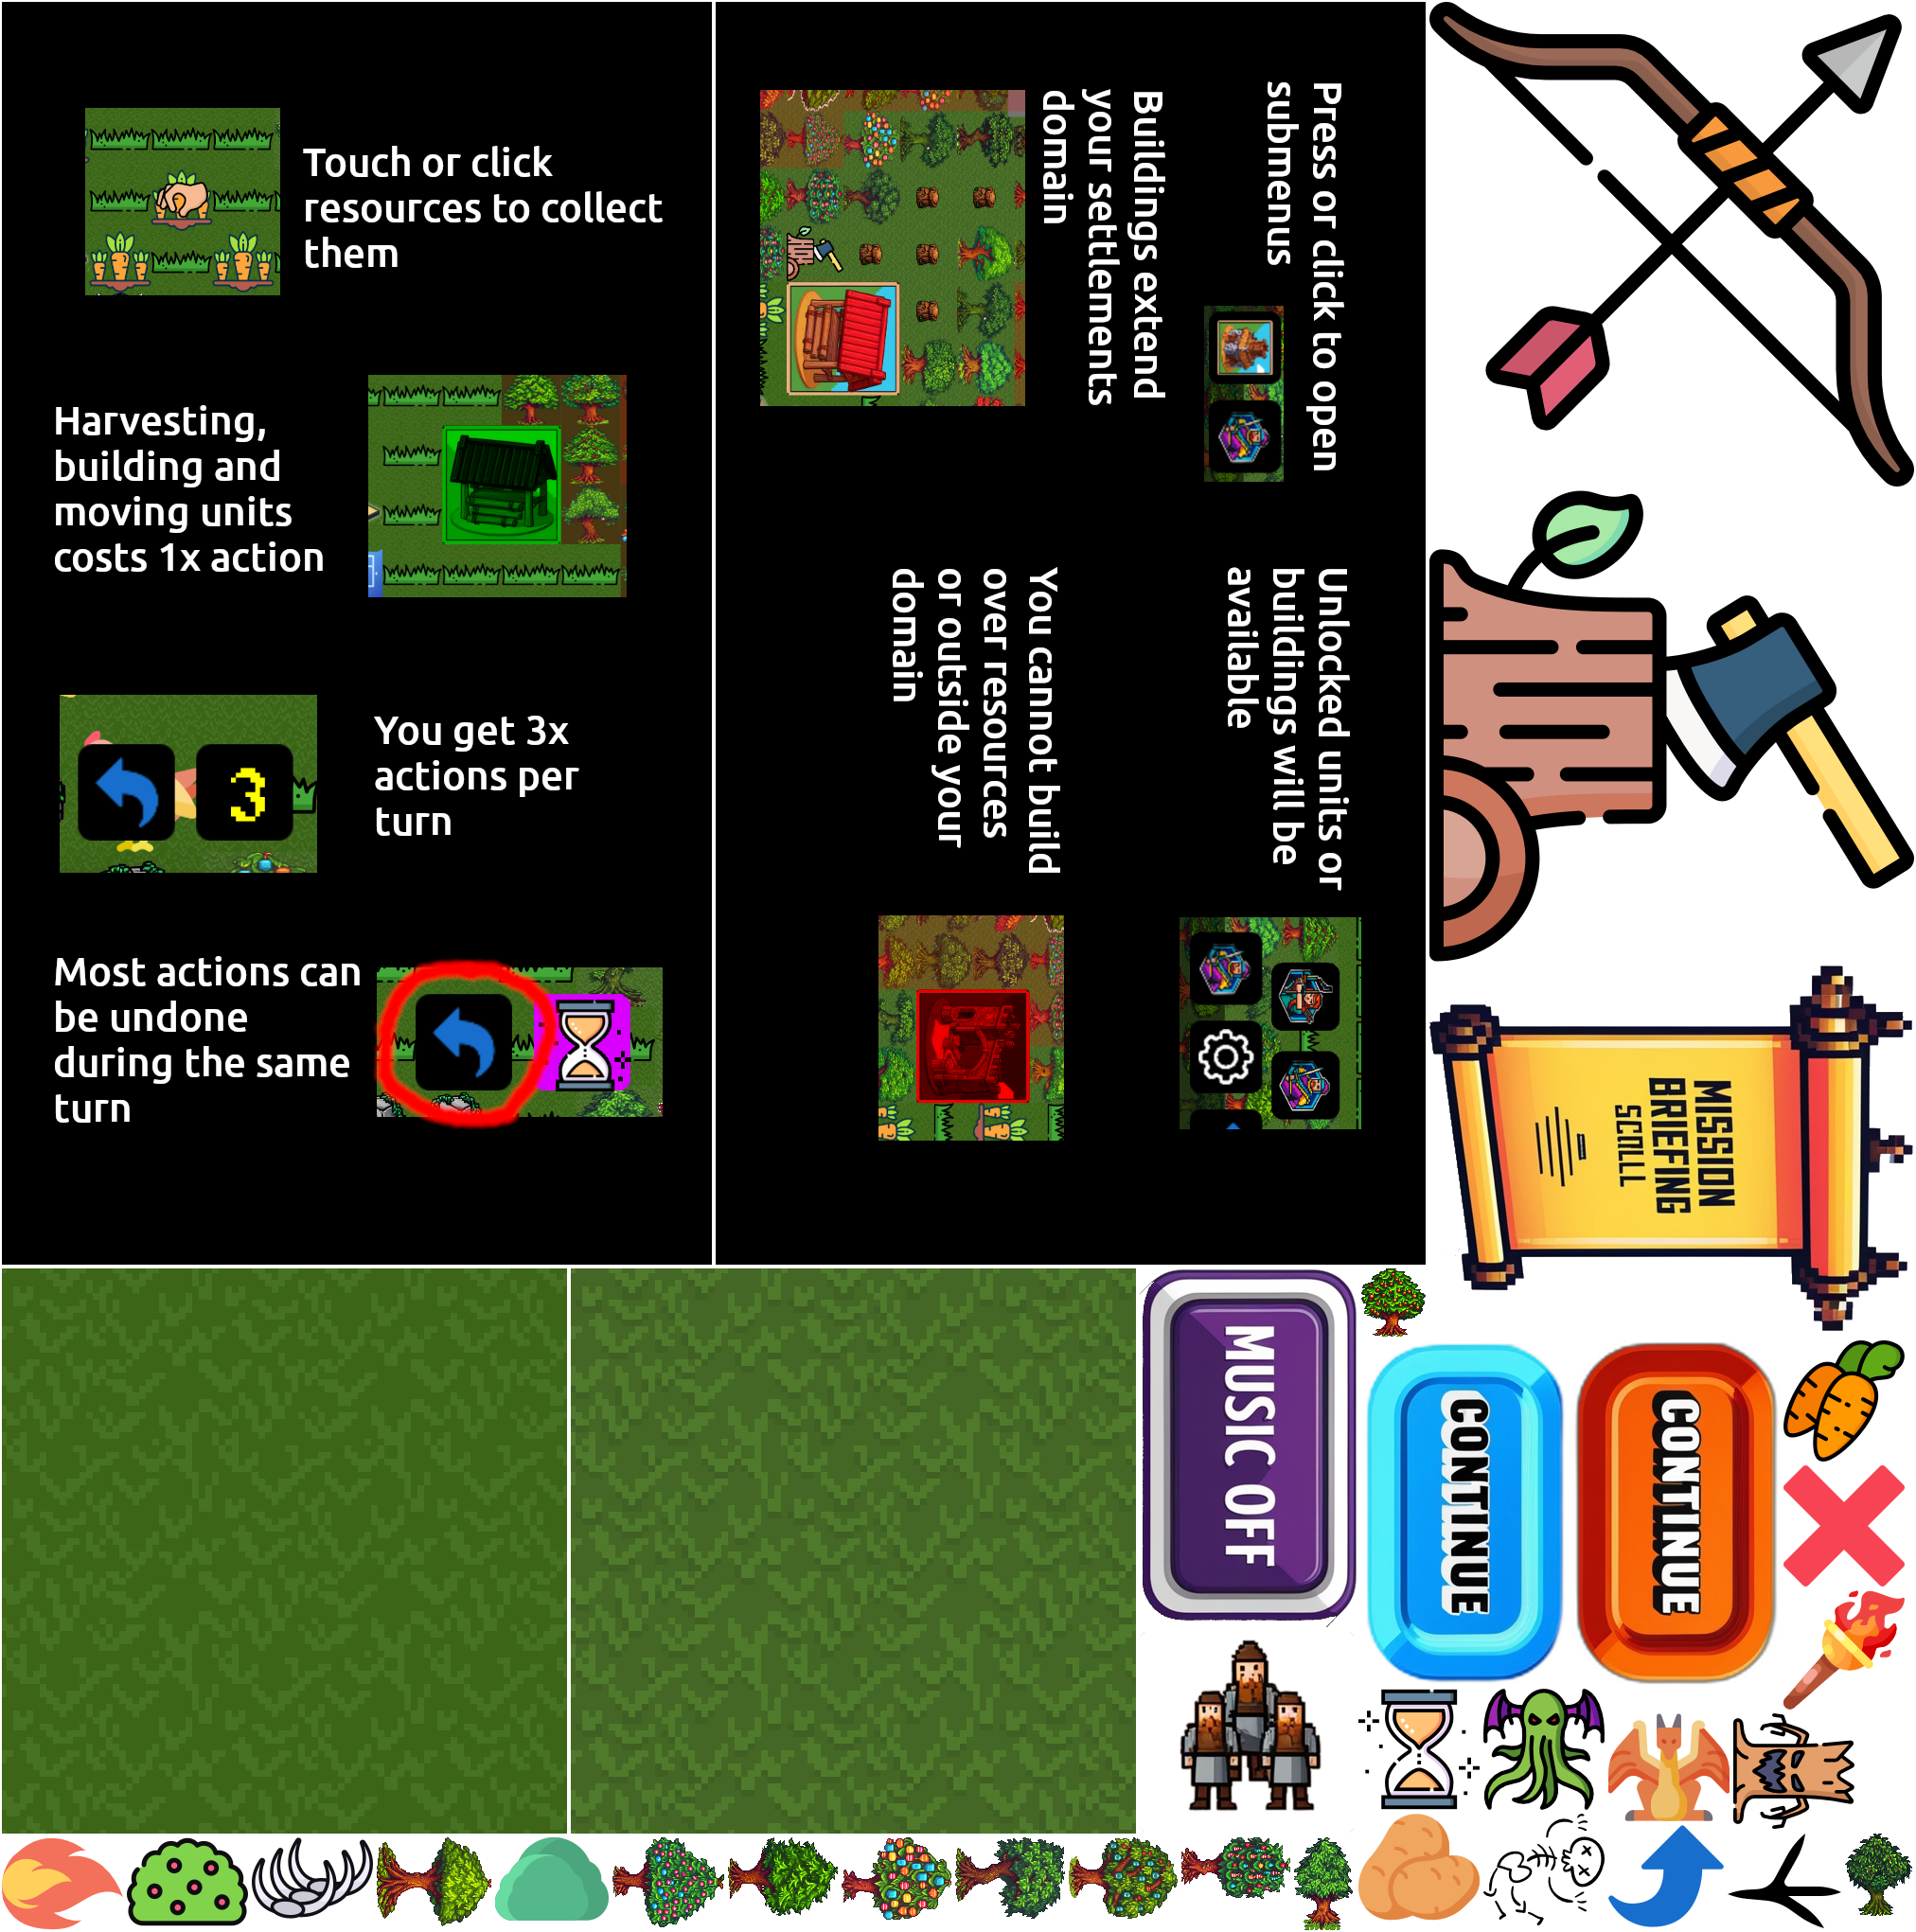 Touch or click
resources to collect
them
Harvesting,
building and
moving units
costs 1x action
3
You get 3x
actions per
turn
Most actions can
be undone
during the same
turn
Press or click to open
submenus
Buildings extend
your settlements
domain
Unlocked units or
buildings will be
available
You cannot build
over resources
or outside your
domain
MISSION
BRIEFING
SCNLLL
MUSIC OFF
CONTINUE
CONTINUE